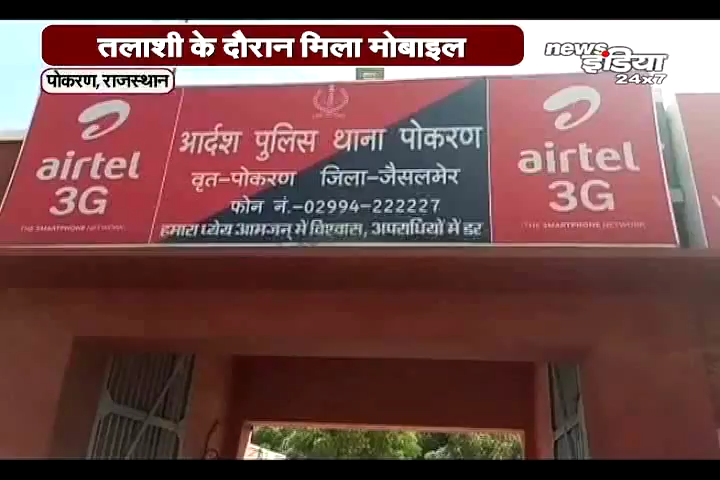 तलाशी के दौरान मिला मोबाइल
news
इंडिया
24x7
पोकरण, राजस्थान
airtel
3G
THE SMARTPHONE NETWORK
आर्दश पुलिस थाना पोकरण
वृत-पोकरण जिला-जैसलमेर
फोन नं.-02994-222227
हमारा ध्येय आमजन् में विश्वास, अपराधियों में डर
airtel
3G
THE SMARTPHONE NETWORK